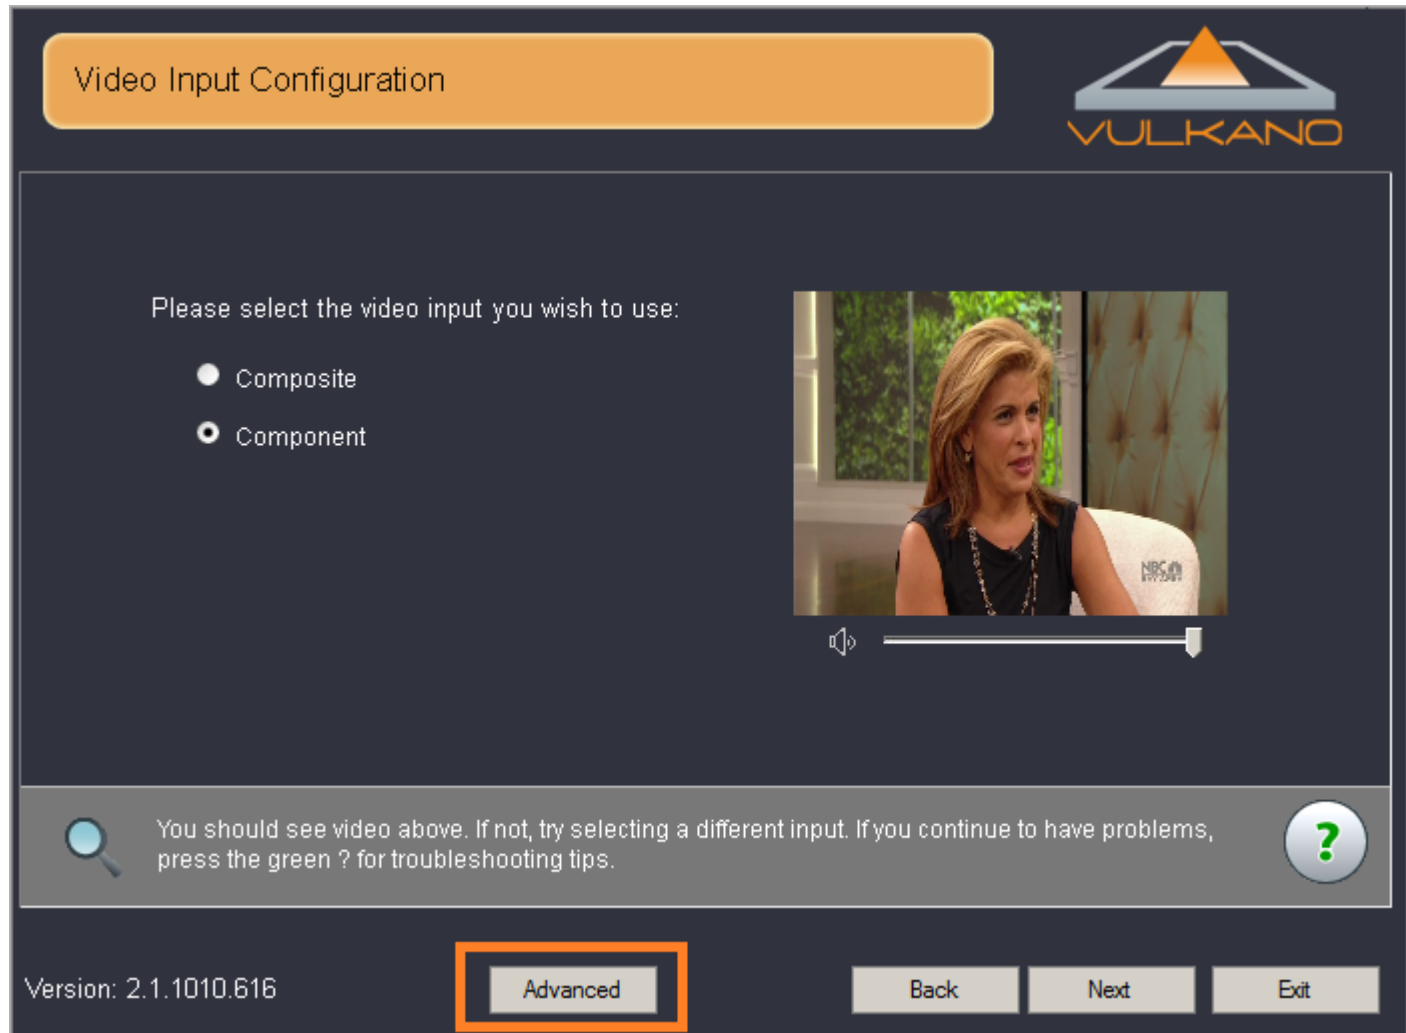 Video Input Configuration
VULKANO
Please select the video input you wish to use:
Composite
Component
NBC
You should see video above. If not, try selecting a different input. If you continue to have problems,
press the green ? for troubleshooting tips.
?
Version: 2.1.1010.616
Advanced
Back
Next
Exit